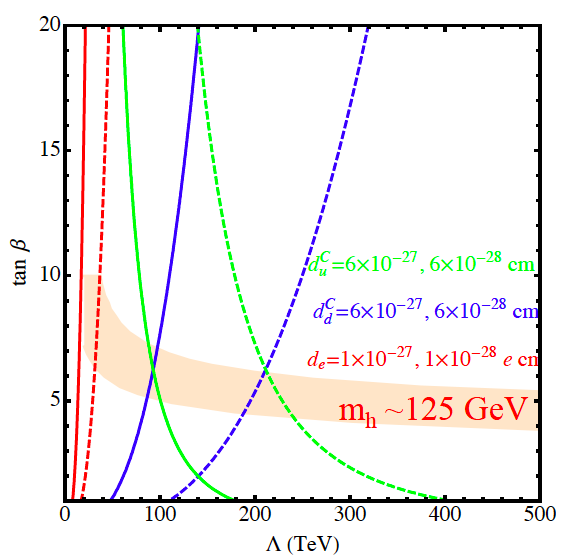 20
15
10
5
tan β
d_u^C=6×10^−27, 6×10^−28 cm
d_d^C=6×10^−27, 6×10^−28 cm
d_e=1×10^−27, 1×10^−28 e cm
m_h ~125 GeV
0 100 200 300 400 500
Λ (TeV)